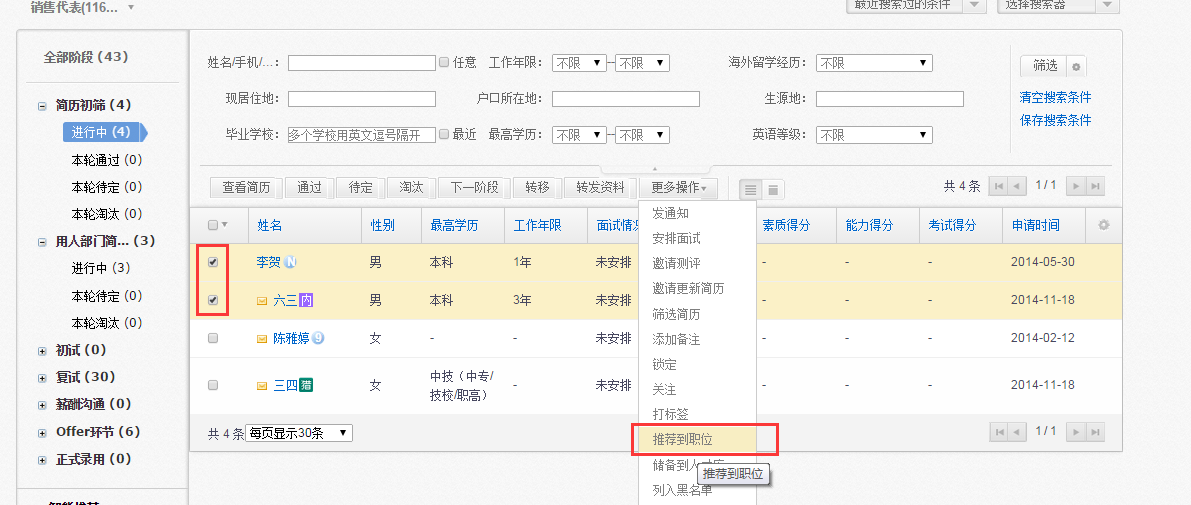 销售代表(116...
最近搜索过的条件
选择搜索器
全部阶段 (43)
简历初筛 (4)
进行中 (4)
本轮通过 (0)
本轮待定 (0)
本轮淘汰 (0)
用人部门简... (3)
进行中 (3)
本轮待定 (0)
本轮淘汰 (0)
初试 (0)
复试 (30)
薪酬沟通 (0)
Offer环节 (6)
正式录用 (0)
姓名/手机/...: 任意 工作年限: 不限 -- 不限 海外留学经历: 不限
现居住地: 户口所在地: 生源地:
毕业学校: 多个学校用英文逗号隔开 最近 最高学历: 不限 -- 不限 英语等级: 不限
筛选
清空搜索条件
保存搜索条件
查看简历 通过 待定 淘汰 下一阶段 转移 转发资料 更多操作 共 4 条 1 / 1
姓名 性别 最高学历 工作年限 面试情况 素质得分 能力得分 考试得分 申请时间
李贺 N 男 本科 1年 未安排 - - - 2014-05-30
六三 内 男 本科 3年 未安排 - - - 2014-11-18
陈雅婷 9 女 - - 未安排 - - - 2014-02-12
三四 猎 女 中技（中专/技校/职高） - 未安排 - - - 2014-11-18
共 4 条 每页显示30条 1 / 1
发通知
安排面试
邀请测评
邀请更新简历
筛选简历
添加备注
锁定
关注
打标签
推荐到职位
储备到人
推荐到职位
列入黑名单